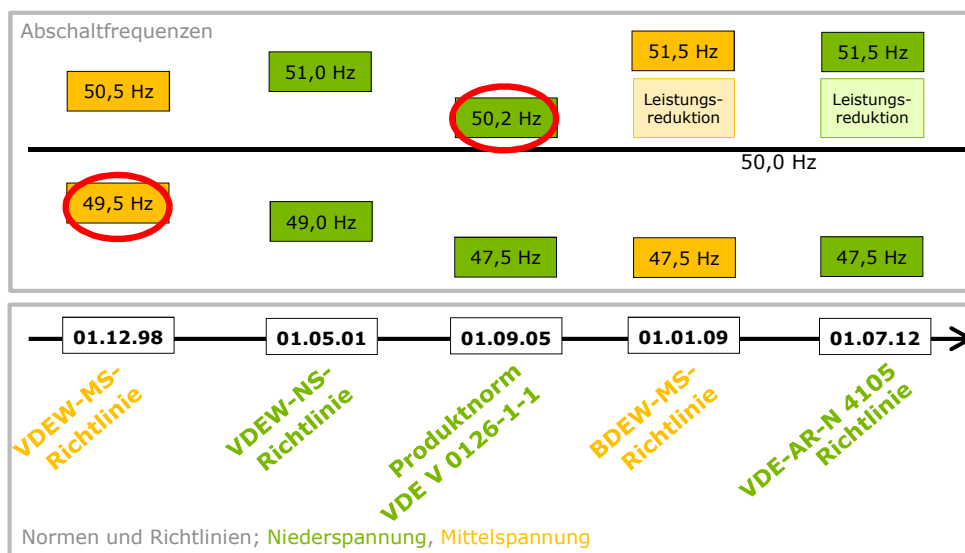 Abschaltfrequenzen
50,5 Hz
51,0 Hz
50,2 Hz
51,5 Hz
Leistungs-
reduktion
51,5 Hz
Leistungs-
reduktion
50,0 Hz
49,5 Hz
49,0 Hz
47,5 Hz
47,5 Hz
47,5 Hz
01.12.98
01.05.01
01.09.05
01.01.09
01.07.12
VDEW-MS-
Richtlinie
VDEW-NS-
Richtlinie
Produktnorm
VDE V 0126-1-1
BDEW-MS-
Richtlinie
VDE-AR-N 4105
Richtlinie
Normen und Richtlinien; Niederspannung, Mittelspannung